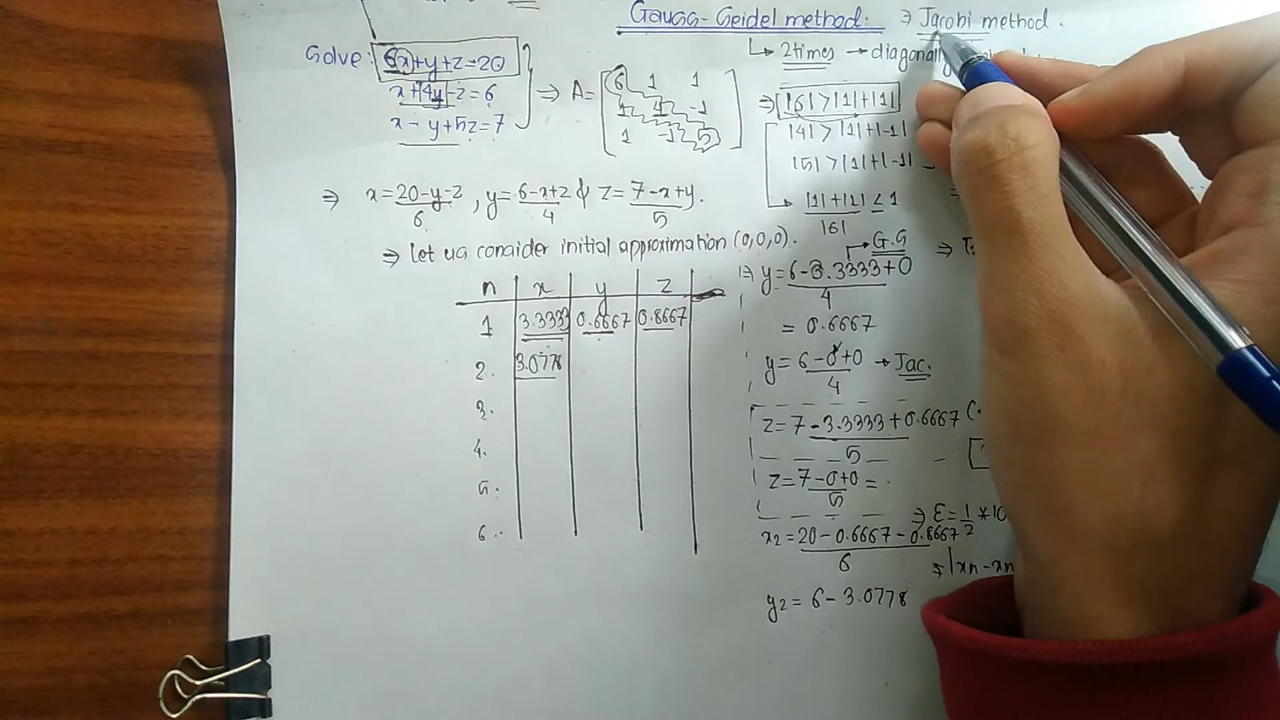 Gauss-Seidel method. ⇒ Jacobi method.
↳ 2 times → diagonally
Solve: 6x+y+z=20
x+4y-z=6
x-y+5z=7
⇒ A= [6 1 1
1 4 -1
1 -1 5]
⇒ |6|>|1|+|1|
|4|>|1|+|-1|
|5|>|1|+|-1|
|1|+|1|/|6| < 1
⇒ x=20-y-z/6, y=6-x+z/4 & z=7-x+y/5.
⇒ Let us consider initial approximation (0,0,0).
n x y z
1 3.3333 0.6667 0.8667
2. 3.0778
3.
4.
5.
6.
⇒ y=6-3.3333+0/4 → G.S
= 0.6667
y=6-0+0/4 → Jac.
z=7-3.3333+0.6667/5
z=7-0+0/5 =
⇒ ε=1/2*10
x2=20-0.6667-0.8667/6
⇒ |xn-xn
y2=6-3.0778